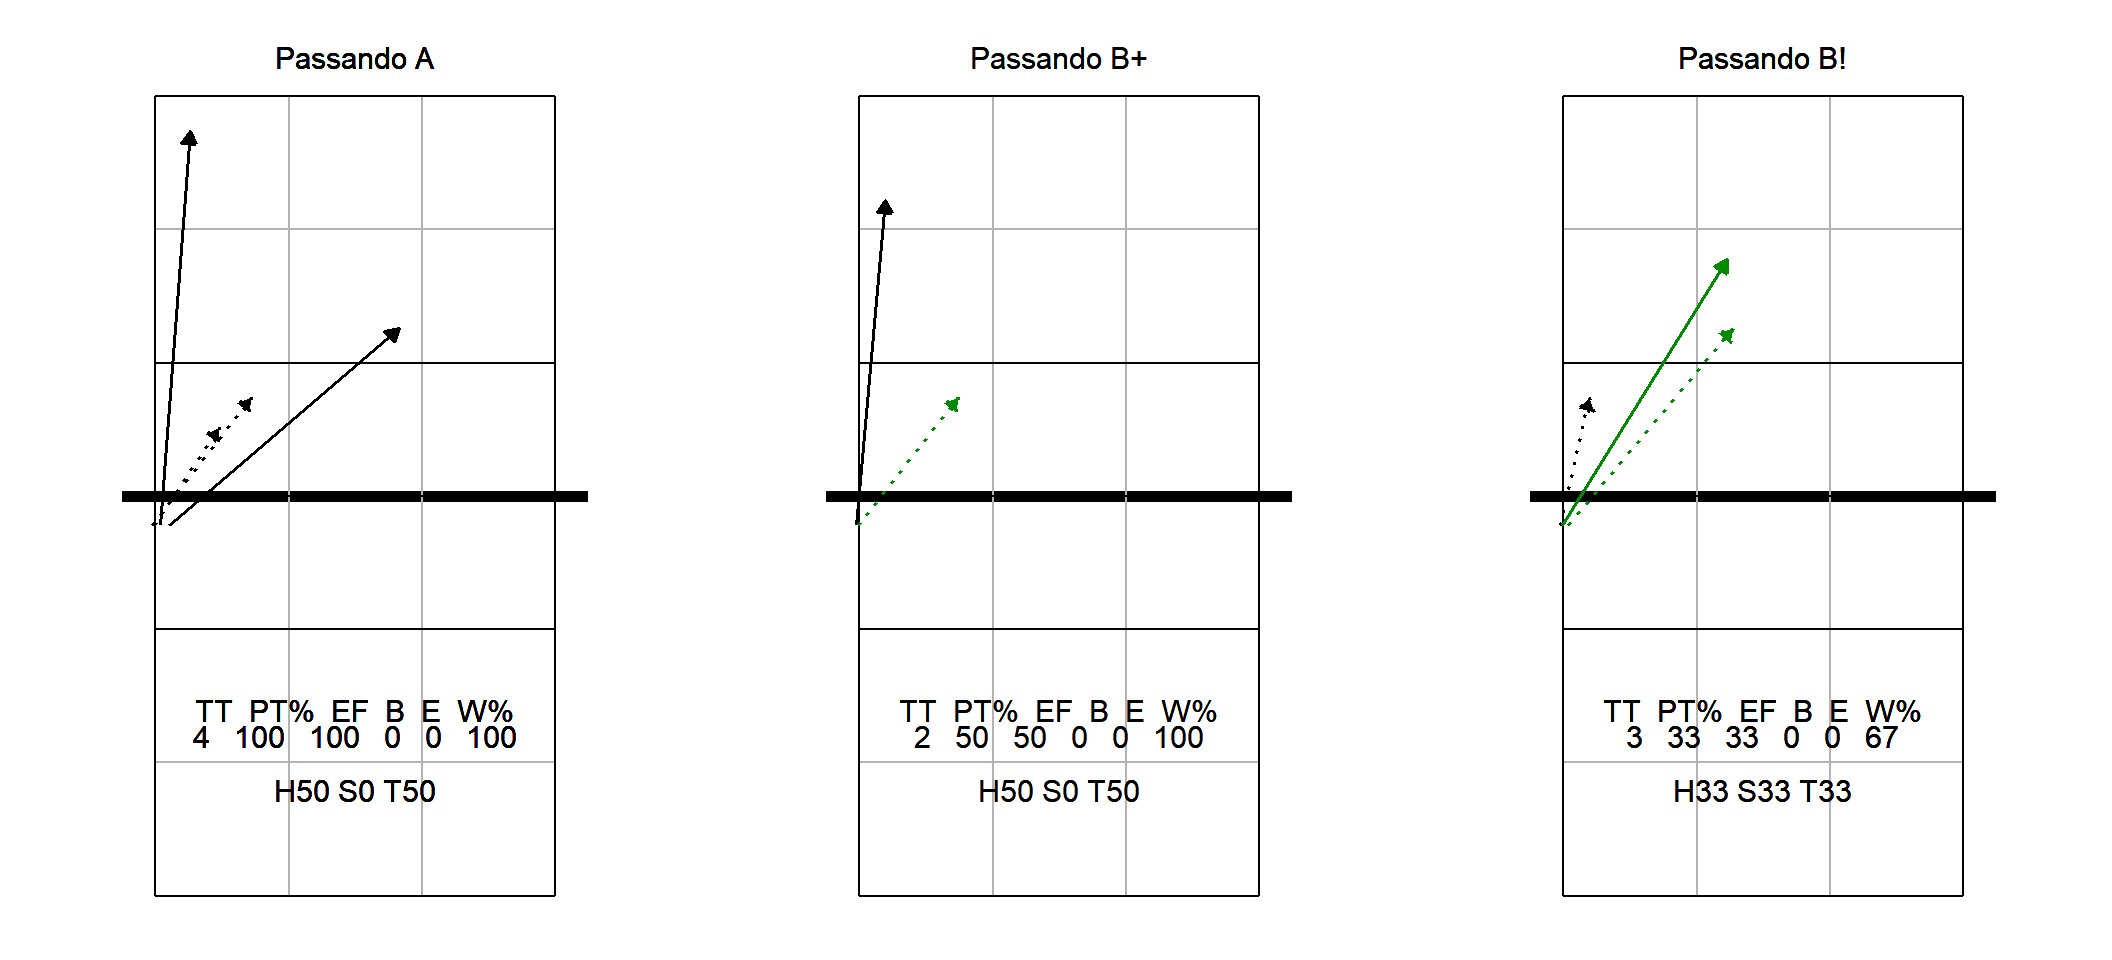 Passando A
TT PT% EF B E W%
4 100 100 0 0 100
H50 S0 T50
Passando B+
TT PT% EF B E W%
2 50 50 0 0 100
H50 S0 T50
Passando B!
TT PT% EF B E W%
3 33 33 0 0 67
H33 S33 T33